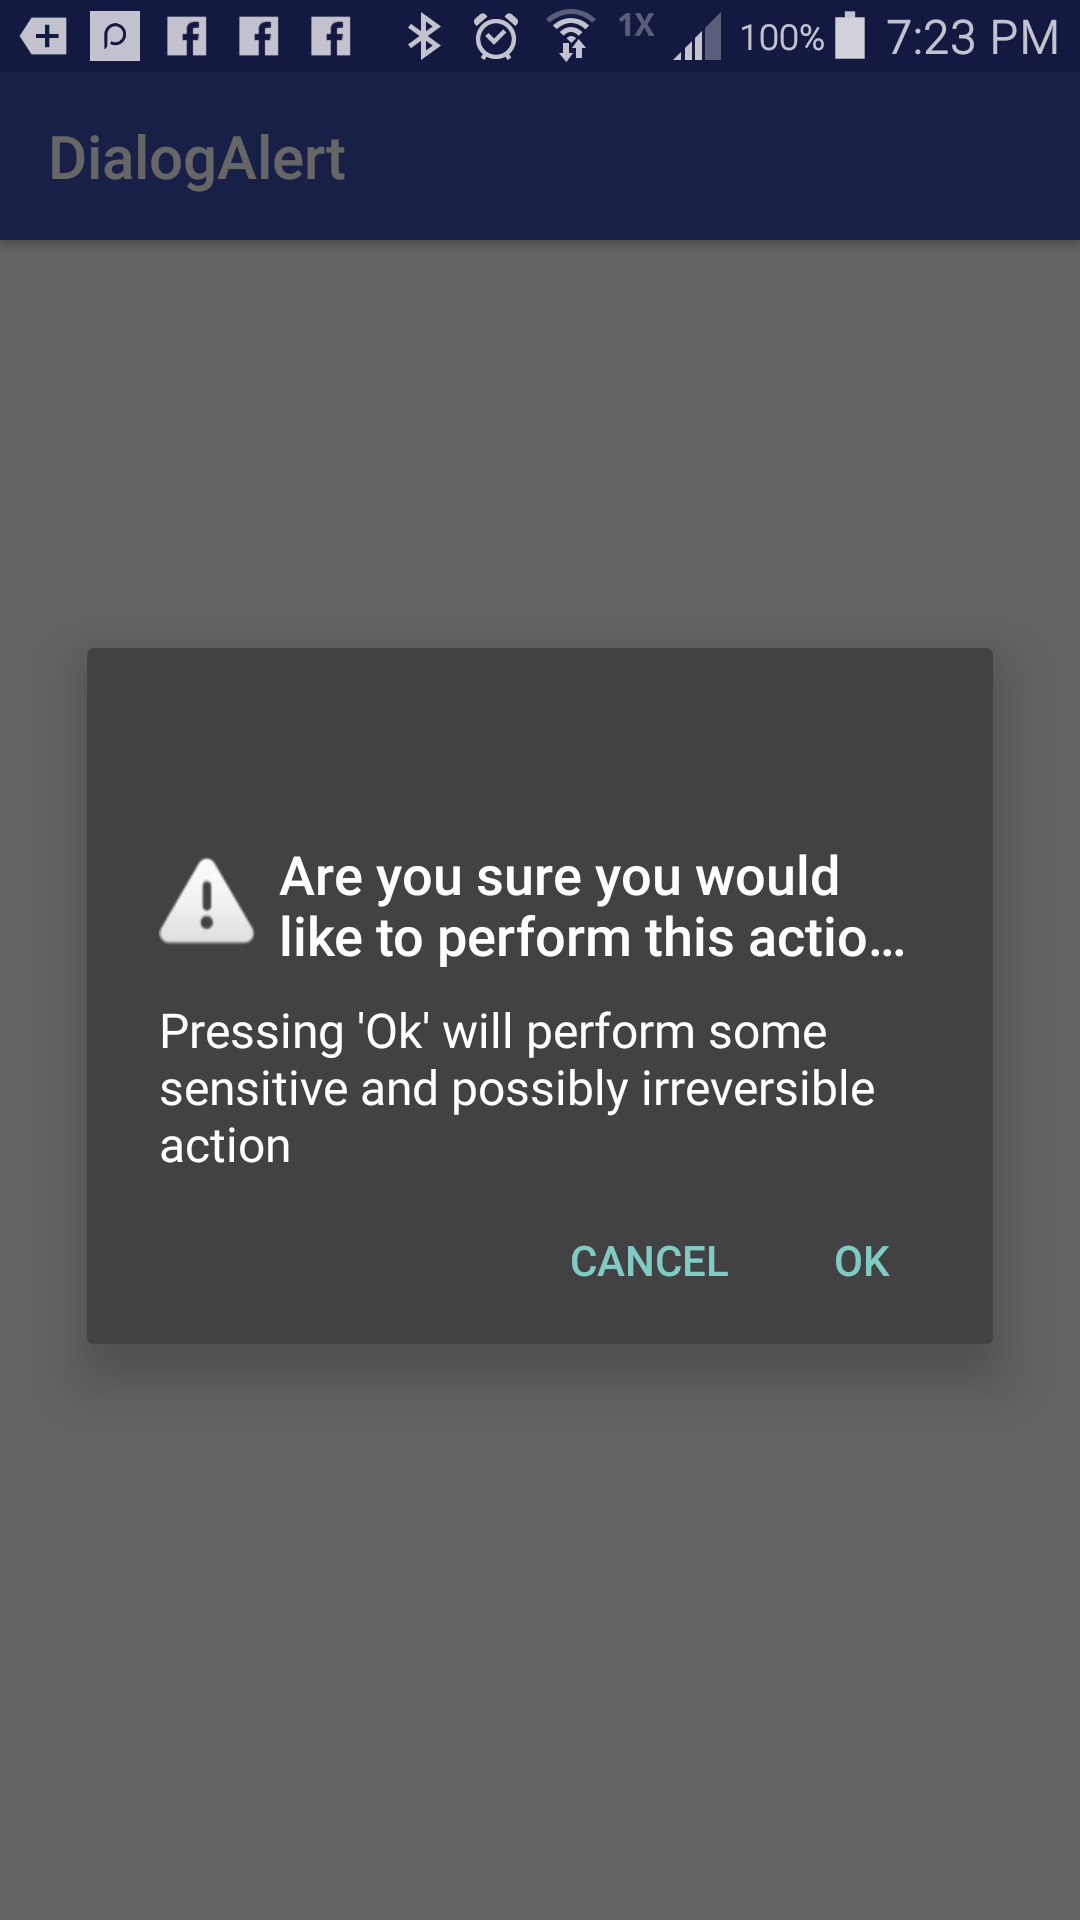 1X 100% 7:23 PM
DialogAlert
Are you sure you would
like to perform this actio...
Pressing 'Ok' will perform some
sensitive and possibly irreversible
action
CANCEL OK